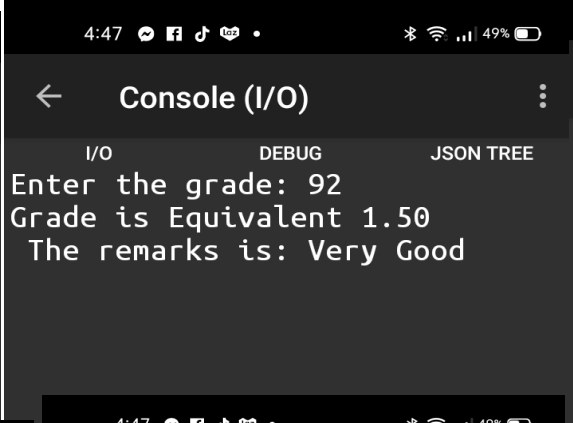 4:47
49%
Console (I/O)
I/O DEBUG JSON TREE
Enter the grade: 92
Grade is Equivalent 1.50
The remarks is: Very Good
4:47
49%